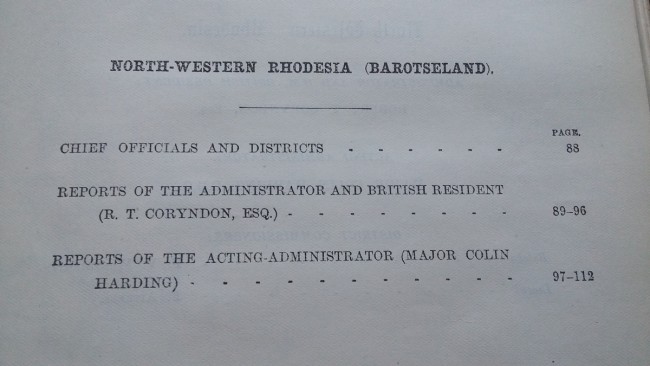 NORTH-WESTERN RHODESIA (BAROTSELAND).
PAGE.
CHIEF OFFICIALS AND DISTRICTS - - - - - - 88
REPORTS OF THE ADMINISTRATOR AND BRITISH RESIDENT
(R. T. CORYNDON, ESQ.) - - - - - - - - 89-96
REPORTS OF THE ACTING-ADMINISTRATOR (MAJOR COLIN
HARDING) - - - - - - - - - - - 97-112